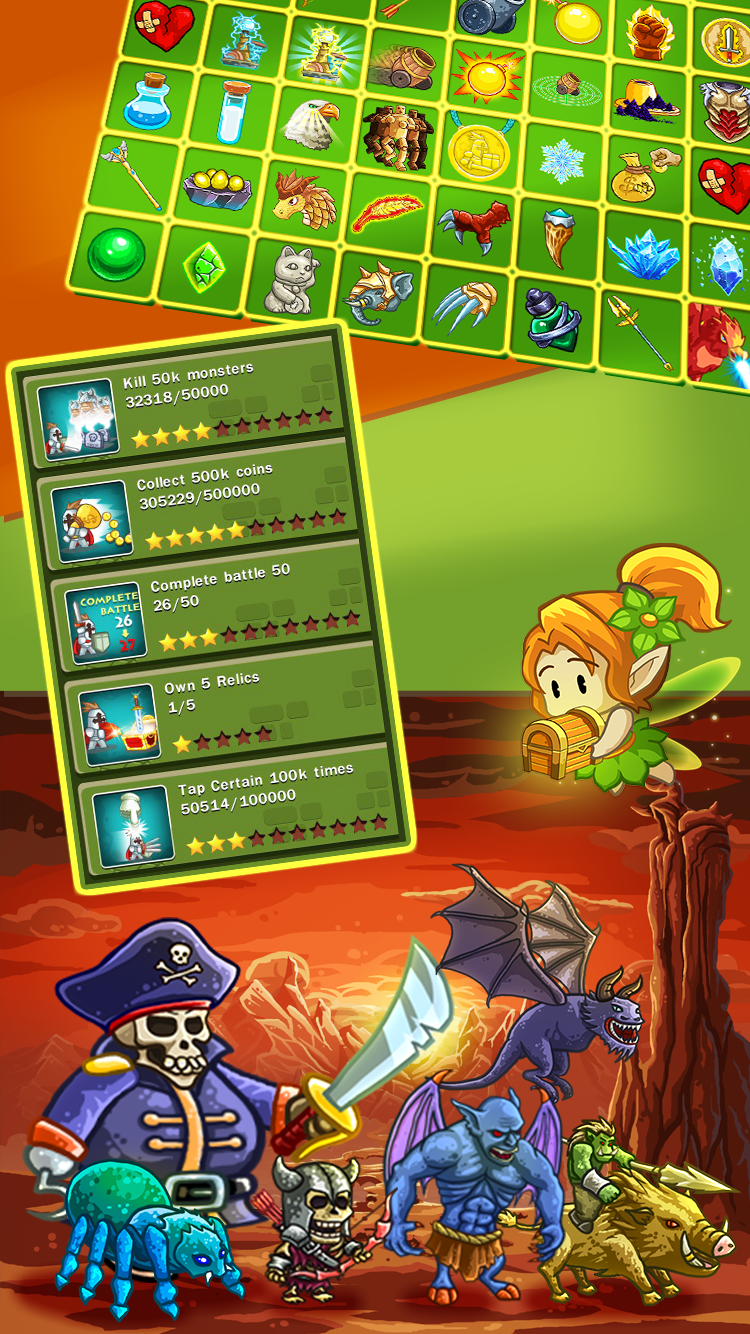 Kill 50k monsters
32318/50000
Collect 500k coins
305229/500000
COMPLETE
BATTLE
26
27
Complete battle 50
26/50
Own 5 Relics
1/5
Tap Certain 100k times
50514/100000